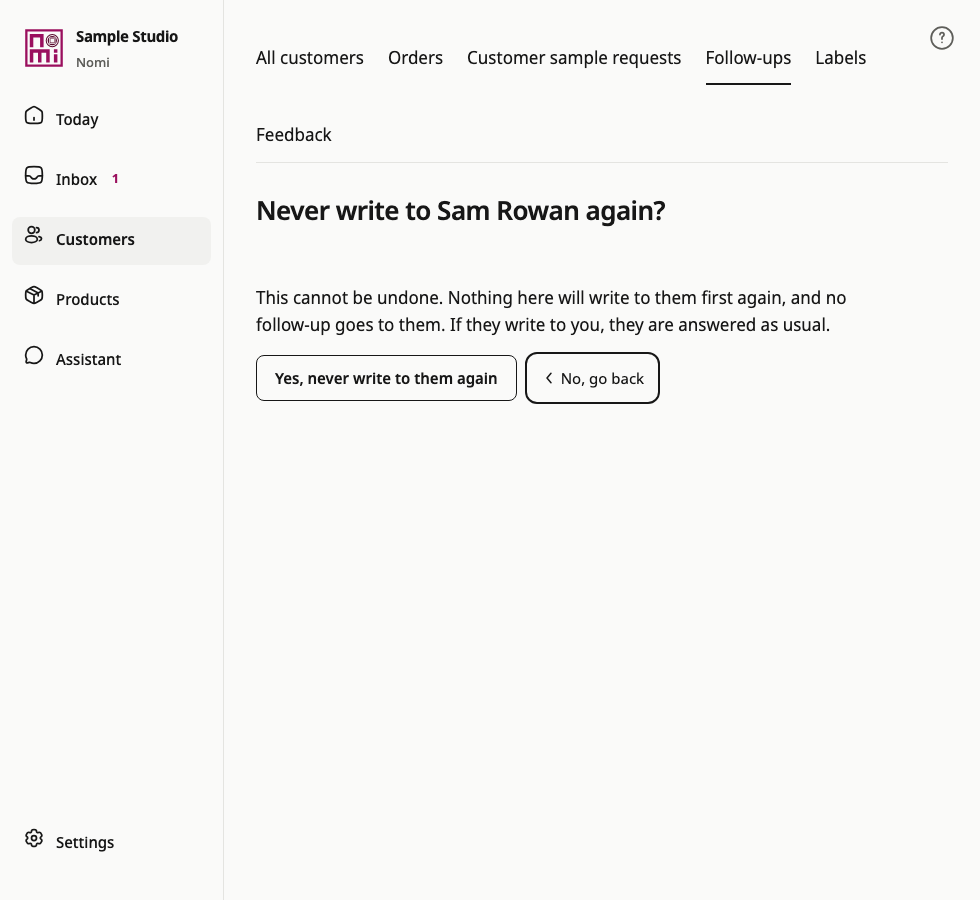 Sample Studio
Nomi
Today
Inbox 1
Customers
Products
Assistant
Settings
All customers Orders Customer sample requests Follow-ups Labels
Feedback
Never write to Sam Rowan again?
This cannot be undone. Nothing here will write to them first again, and no
follow-up goes to them. If they write to you, they are answered as usual.
Yes, never write to them again No, go back